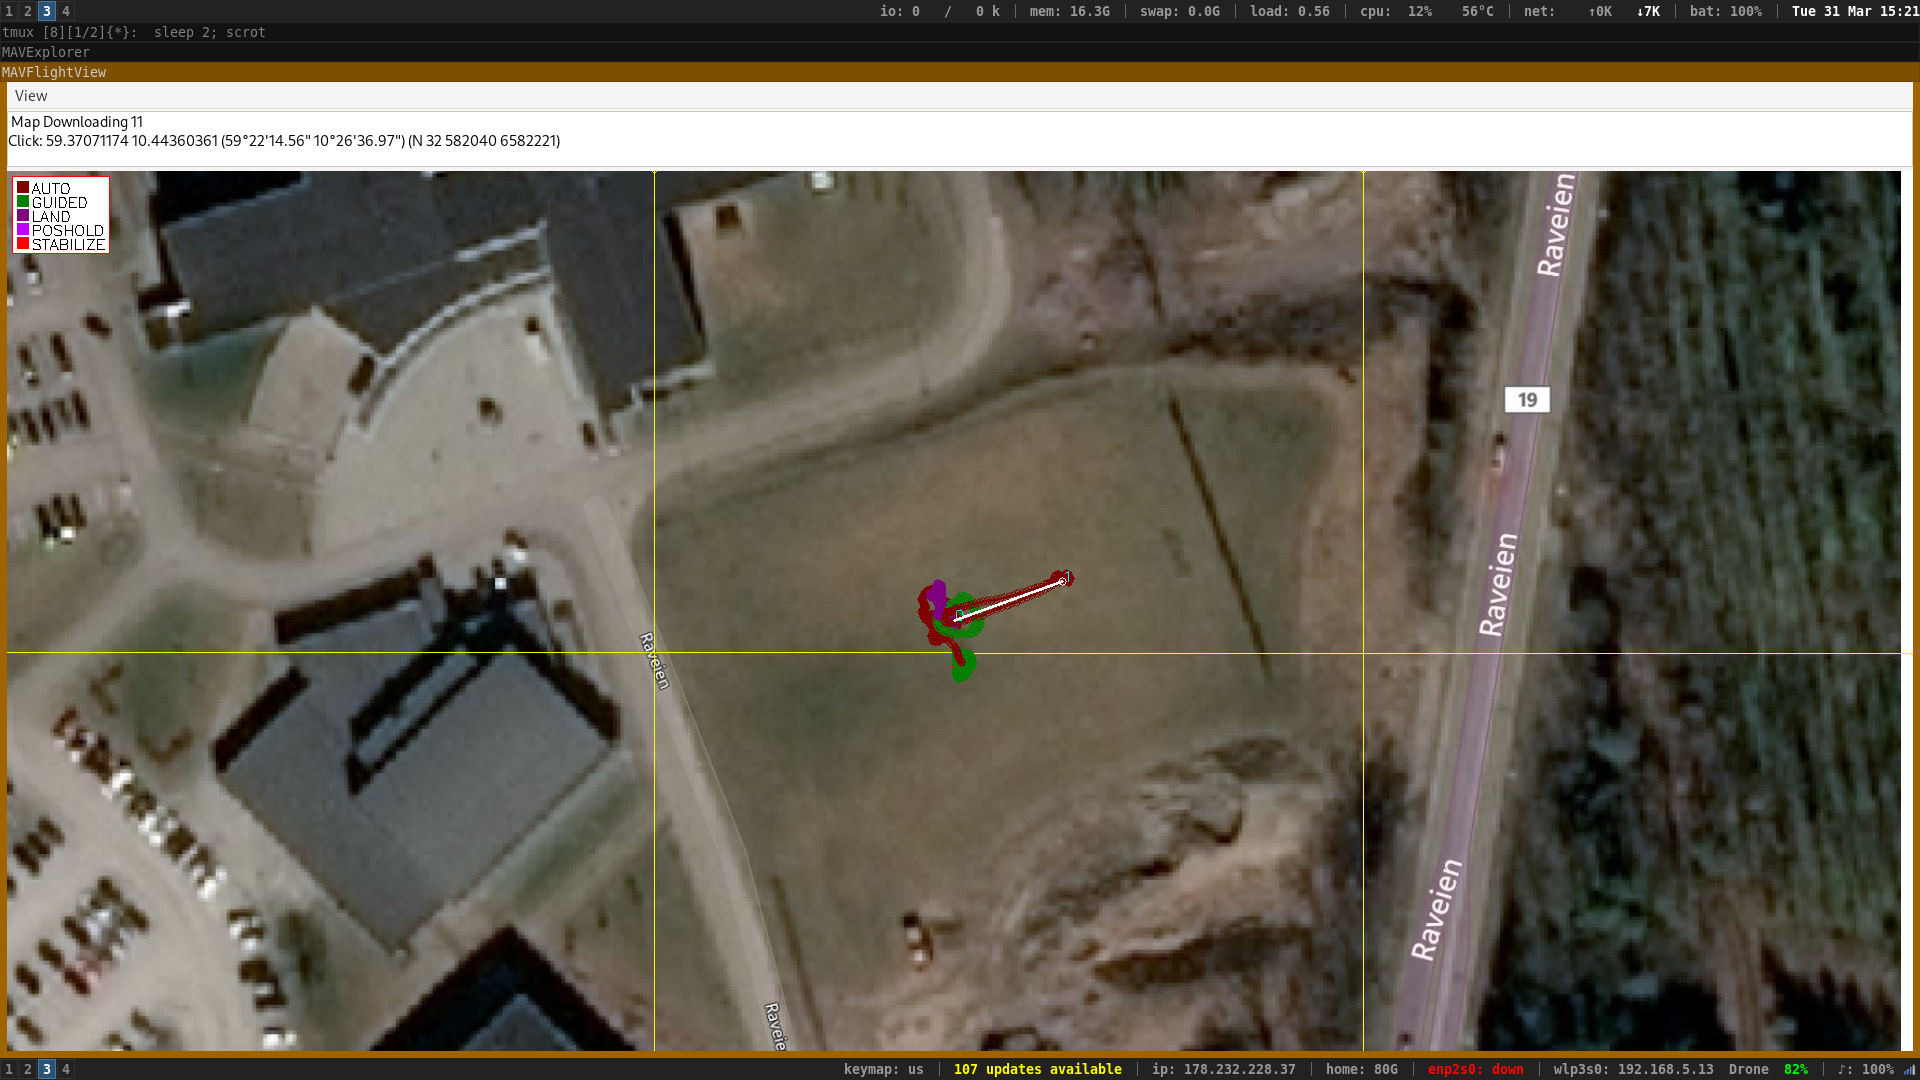 1 2 3 4 io: 0 / 0 k mem: 16.3G swap: 0.0G load: 0.56 cpu: 12% 56°C net: ↑0K ↓7K bat: 100% Tue 31 Mar 15:21
tmux [8][1/2]{*}: sleep 2; scrot
MAVExplorer
MAVFlightView
View
Map Downloading 11
Click: 59.37071174 10.44360361 (59°22'14.56" 10°26'36.97") (N 32 582040 6582221)
AUTO
GUIDED
LAND
POSHOLD
STABILIZE
Raveien
19
Raveien
1
0
Raveien
Raveien
Raveie
1 2 3 4 keymap: us 107 updates available ip: 178.232.228.37 home: 80G enp2s0: down wlp3s0: 192.168.5.13 Drone 82% ♪: 100%